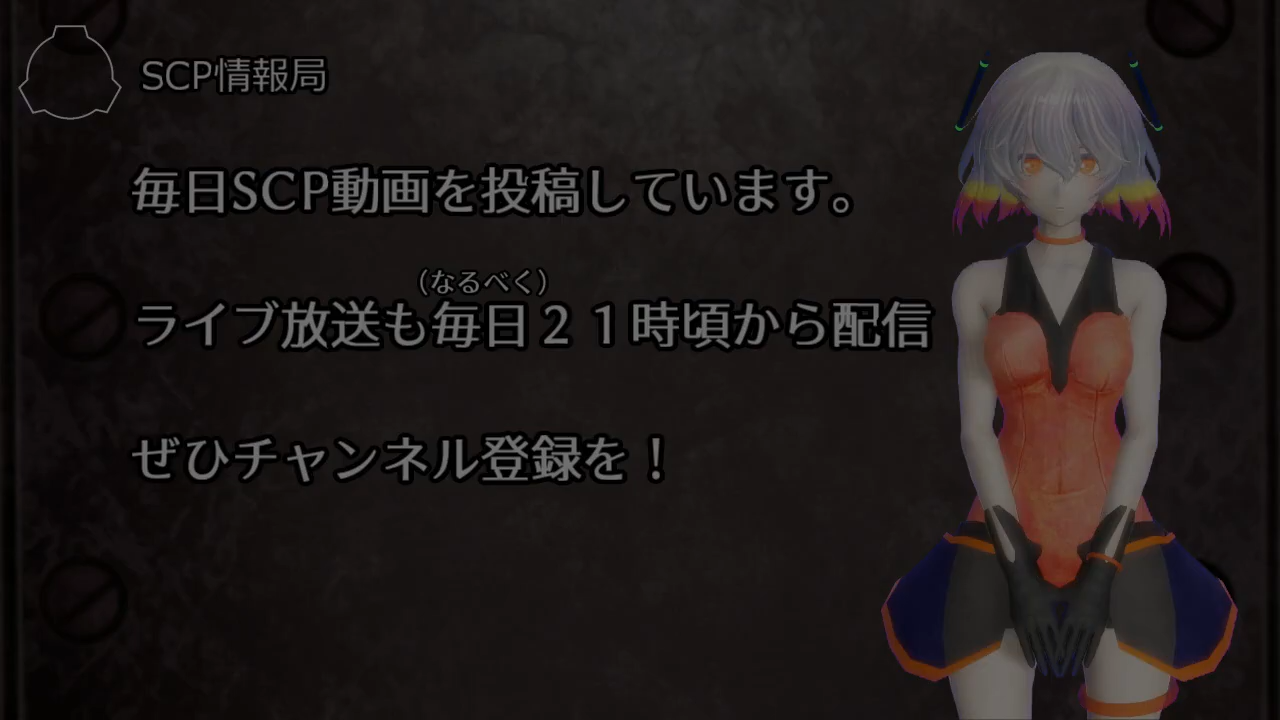 SCP情報局
毎日SCP動画を投稿しています。
(なるべく)
ライブ放送も毎日２１時頃から配信
ぜひチャンネル登録を！